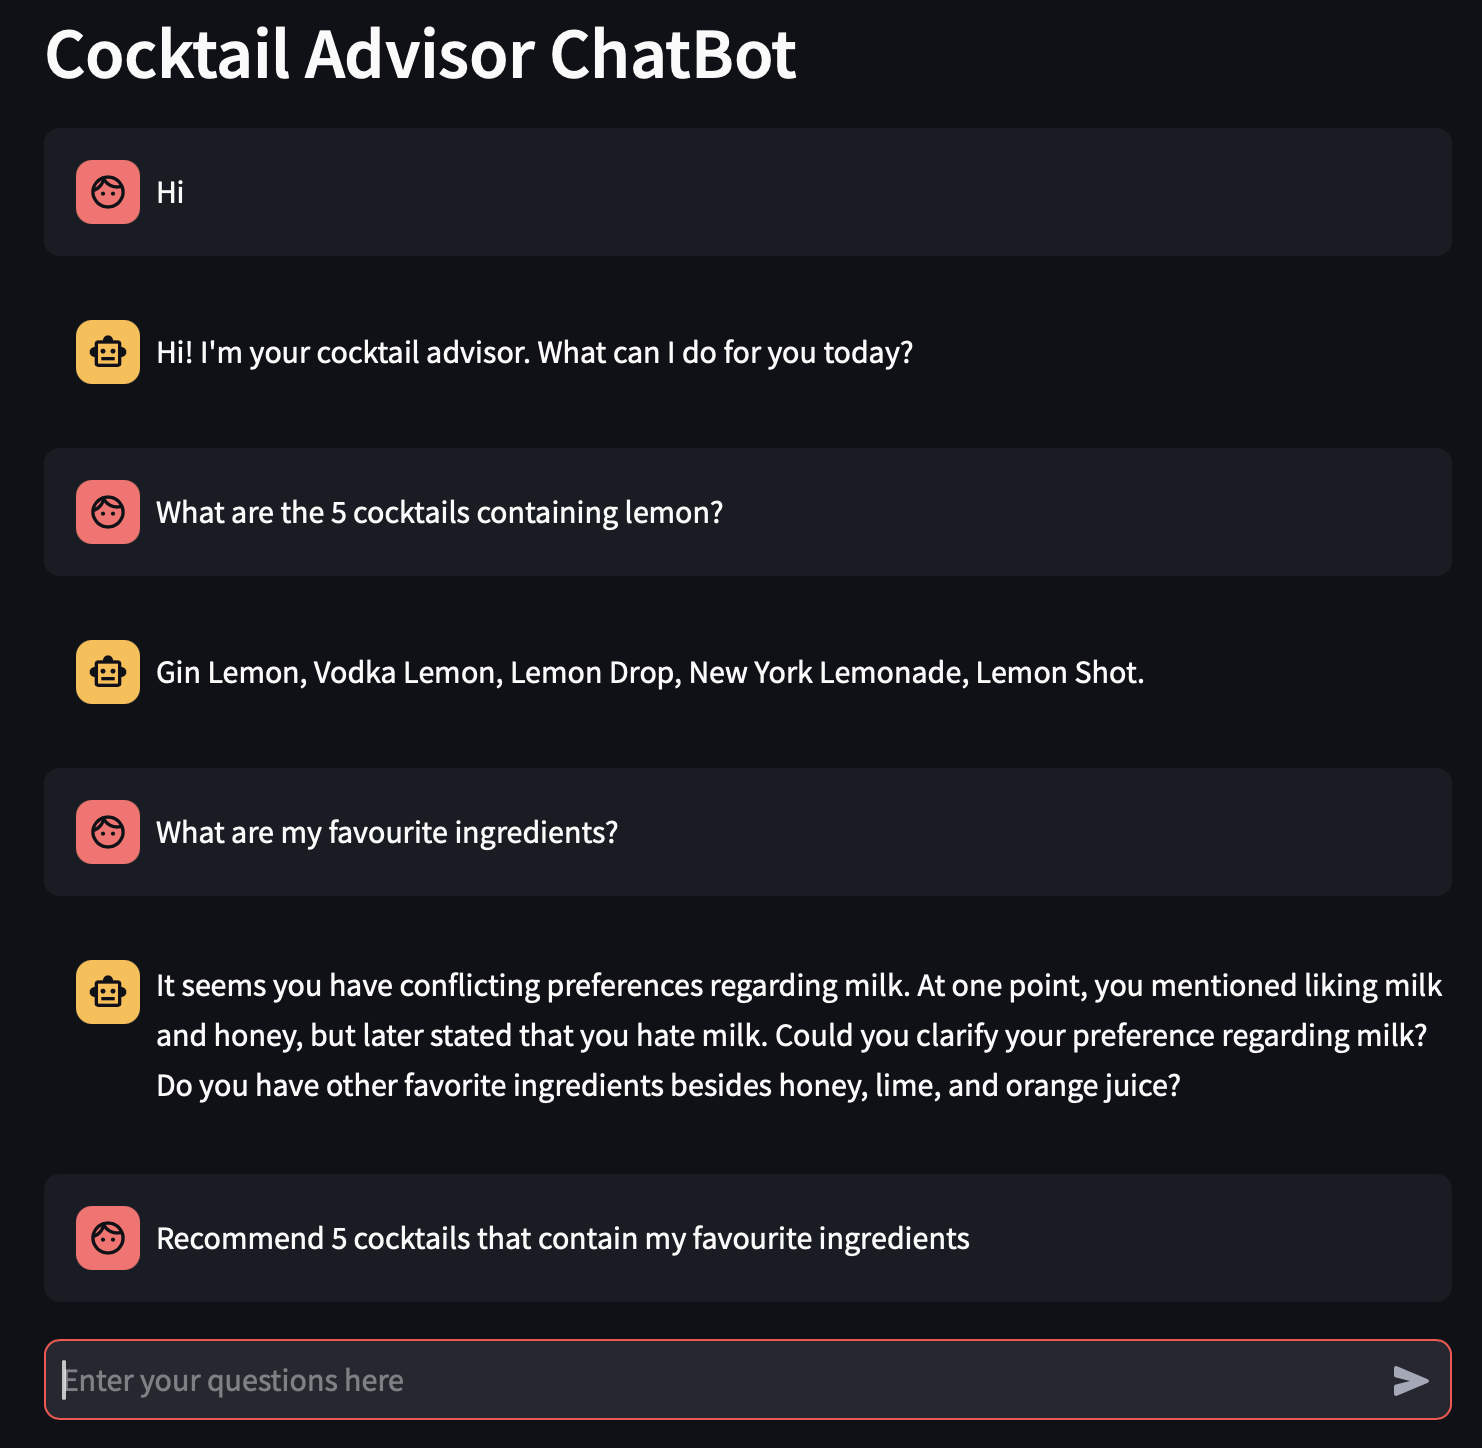 Cocktail Advisor ChatBot
Hi
Hi! I'm your cocktail advisor. What can I do for you today?
What are the 5 cocktails containing lemon?
Gin Lemon, Vodka Lemon, Lemon Drop, New York Lemonade, Lemon Shot.
What are my favourite ingredients?
It seems you have conflicting preferences regarding milk. At one point, you mentioned liking milk
and honey, but later stated that you hate milk. Could you clarify your preference regarding milk?
Do you have other favorite ingredients besides honey, lime, and orange juice?
Recommend 5 cocktails that contain my favourite ingredients
Enter your questions here